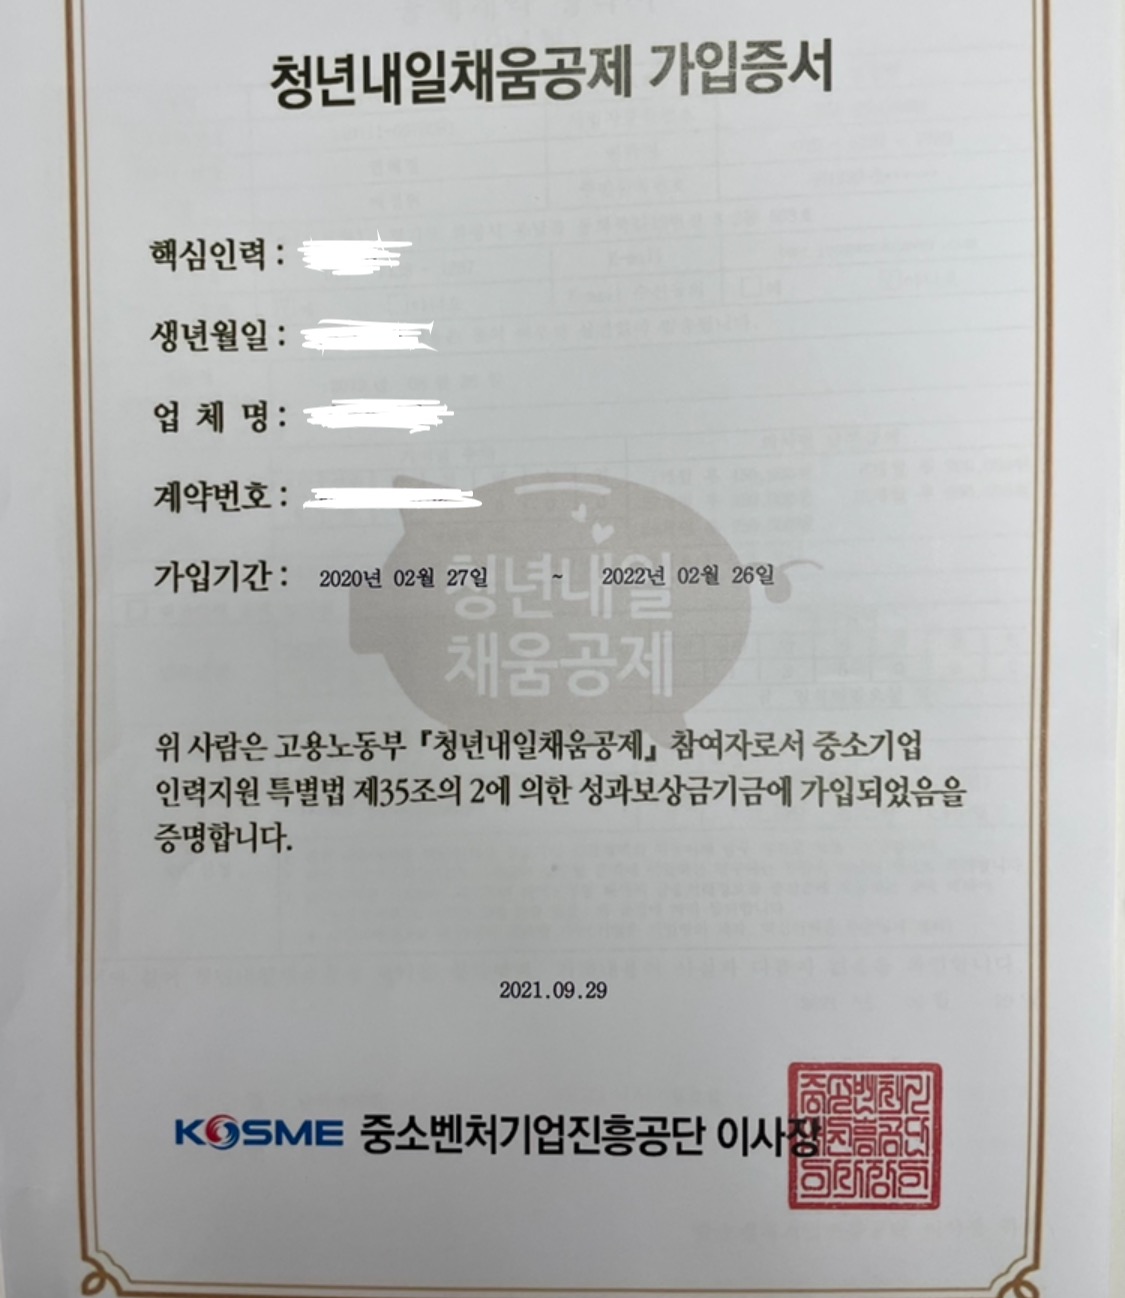 청년내일채움공제 가입증서
핵심인력 :
생년월일 :
업 체 명 :
계약번호 :
가입기간 : 2020년 02월 27일 ~ 2022년 02월 26일
청년내일
채움공제
위 사람은 고용노동부 『청년내일채움공제』 참여자로서 중소기업
인력지원 특별법 제35조의 2에 의한 성과보상금기금에 가입되었음을
증명합니다.
2021.09.29
KOSME 중소벤처기업진흥공단 이사장